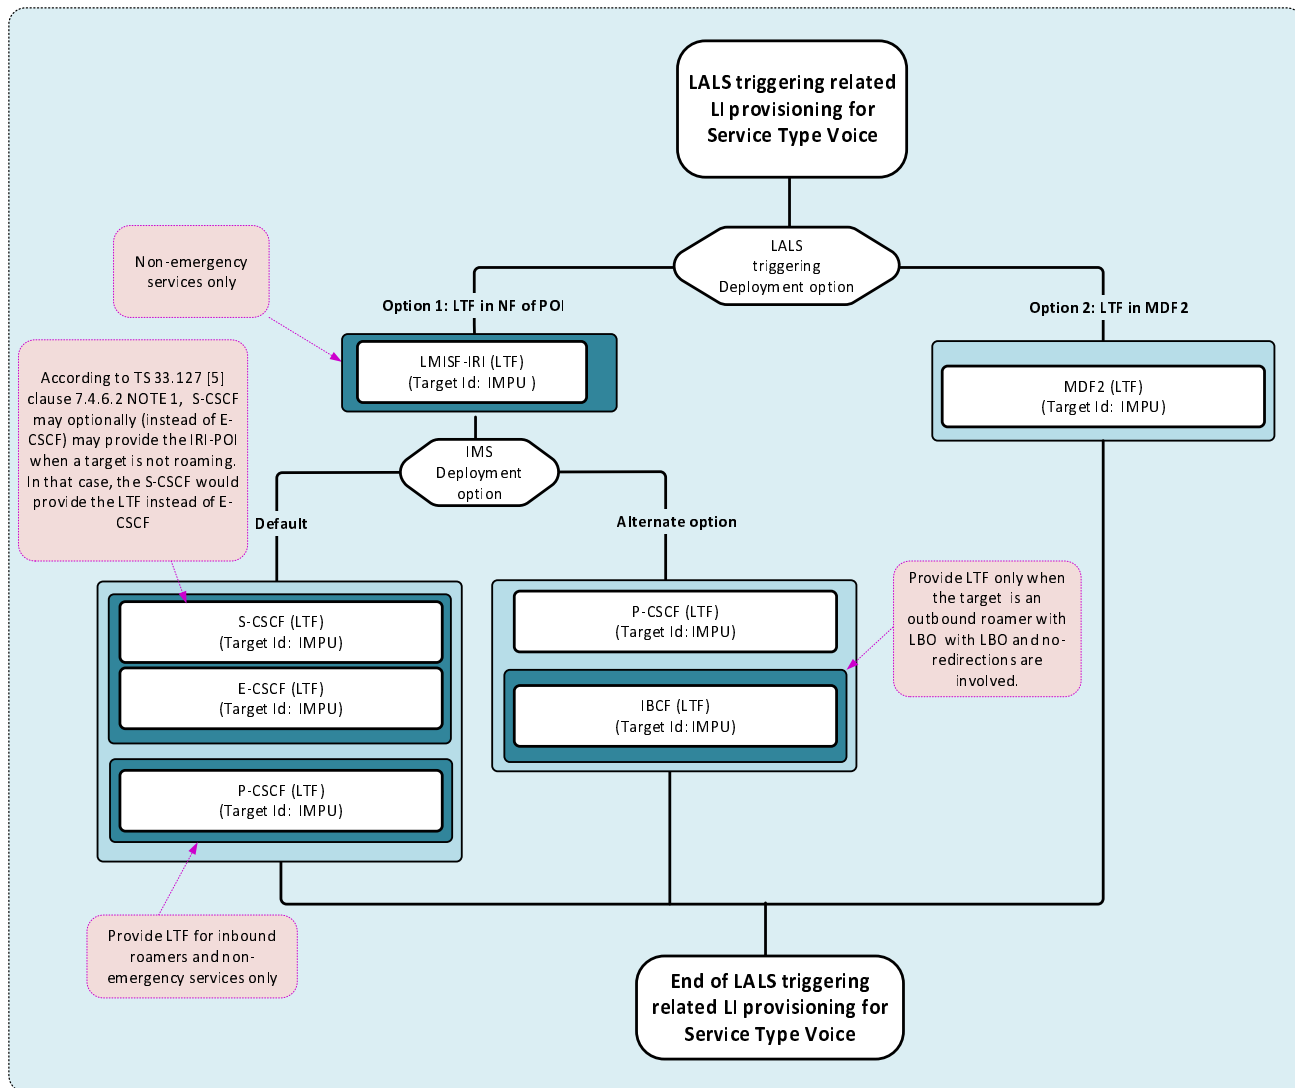 LALS triggering related
LI provisioning for
Service Type Voice
LALS
triggering
Deployment option
Non-emergency
services only
Option 1: LTF in NF of POI
Option 2: LTF in MDF2
LMISF-IRI (LTF)
(Target Id: IMPU )
MDF2 (LTF)
(Target Id: IMPU)
According to TS 33.127 [5]
clause 7.4.6.2 NOTE 1, S-CSCF
may optionally (instead of E-
CSCF) may provide the IRI-POI
when a target is not roaming.
In that case, the S-CSCF would
provide the LTF instead of E-
CSCF
IMS
Deployment
option
Default
Alternate option
S-CSCF (LTF)
(Target Id: IMPU)
E-CSCF (LTF)
(Target Id: IMPU)
P-CSCF (LTF)
(Target Id: IMPU)
P-CSCF (LTF)
(Target Id: IMPU)
IBCF (LTF)
(Target Id: IMPU)
Provide LTF only when
the target is an
outbound roamer with
LBO with LBO and no-
redirections are
involved.
Provide LTF for inbound
roamers and non-
emergency services only
End of LALS triggering
related LI provisioning for
Service Type Voice